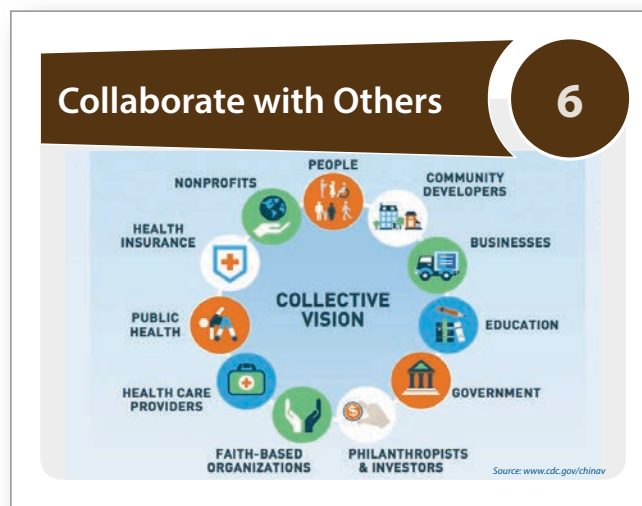 Collaborate with Others
6
PEOPLE
COMMUNITY
DEVELOPERS
BUSINESSES
EDUCATION
GOVERNMENT
PHILANTHROPISTS
& INVESTORS
FAITH-BASED
ORGANIZATIONS
HEALTH CARE
PROVIDERS
PUBLIC
HEALTH
HEALTH
INSURANCE
NONPROFITS
COLLECTIVE
VISION
Source: www.cdc.gov/chinav